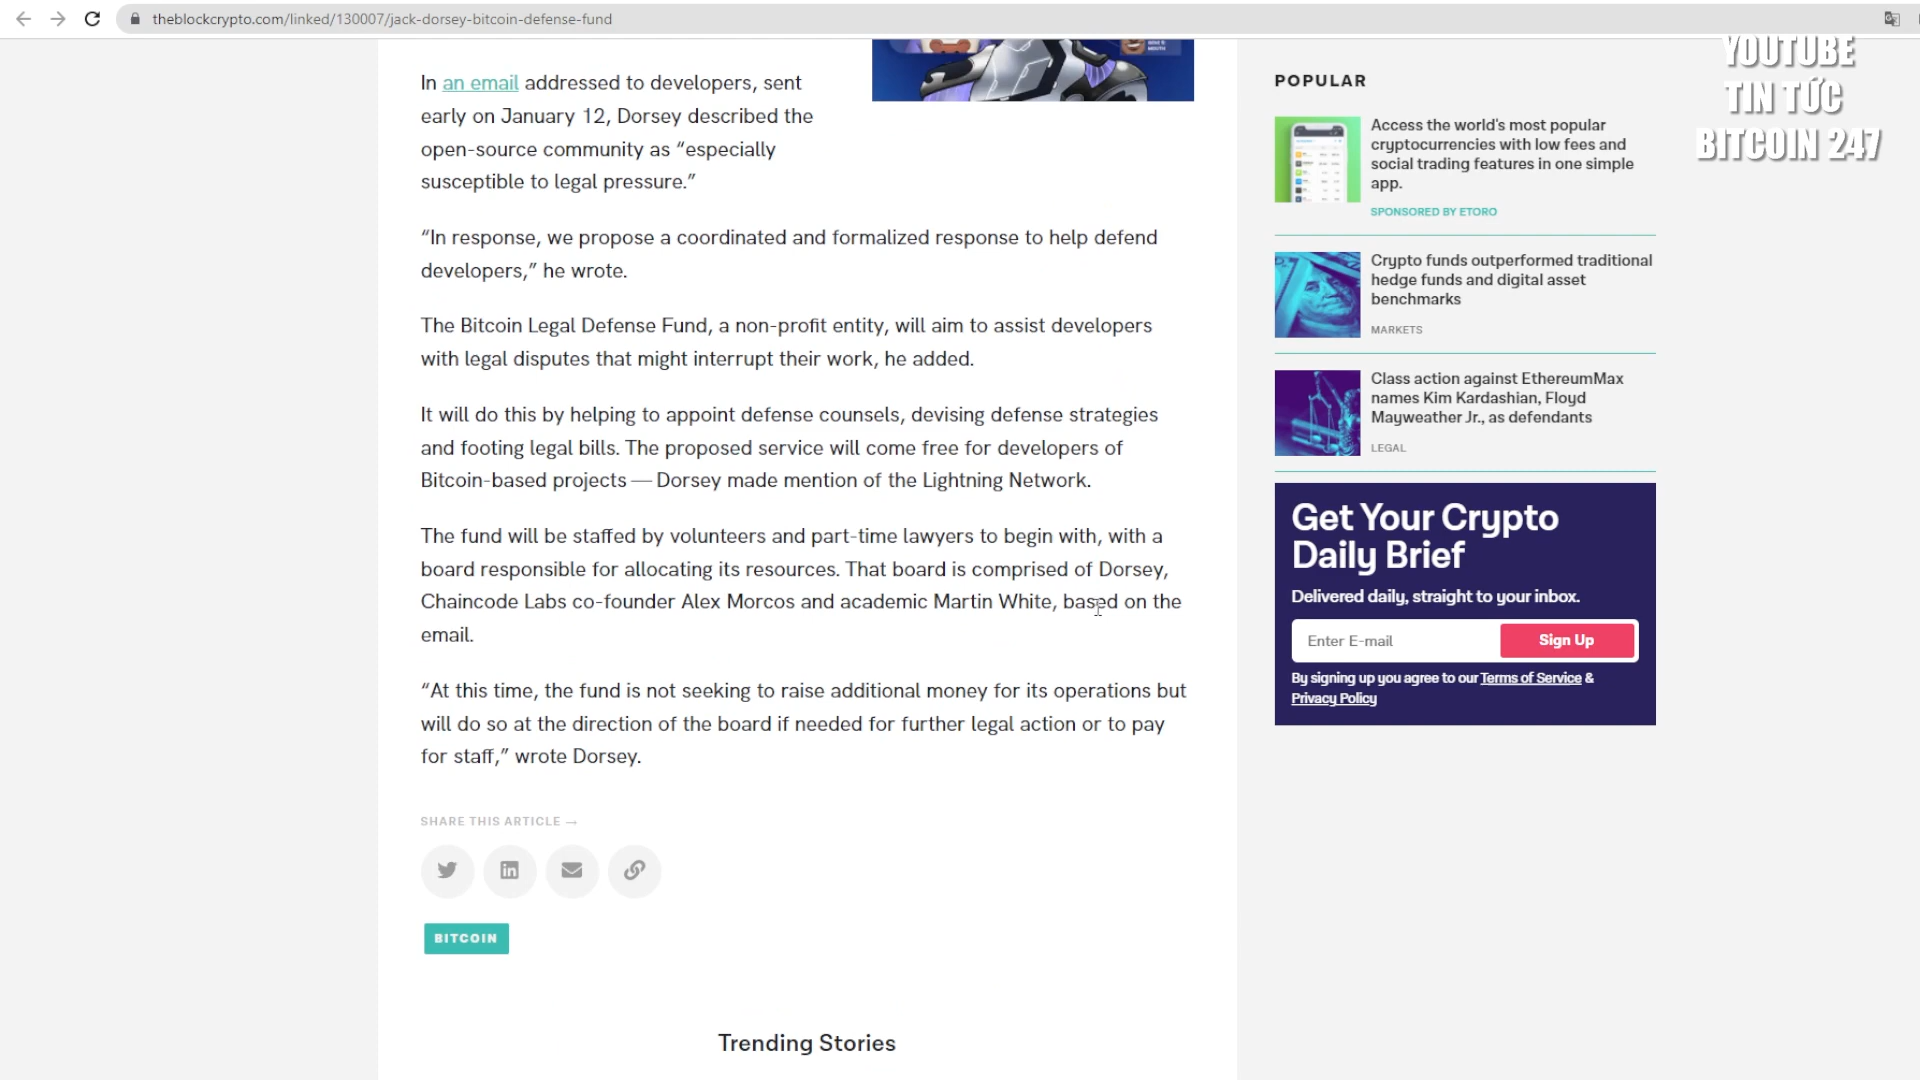 theblockcrypto.com/linked/130007/jack-dorsey-bitcoin-defense-fund
YOUTUBE
TIN TỨC
BITCOIN 247
In an email addressed to developers, sent
early on January 12, Dorsey described the
open-source community as “especially
susceptible to legal pressure.”
“In response, we propose a coordinated and formalized response to help defend
developers,” he wrote.
The Bitcoin Legal Defense Fund, a non-profit entity, will aim to assist developers
with legal disputes that might interrupt their work, he added.
It will do this by helping to appoint defense counsels, devising defense strategies
and footing legal bills. The proposed service will come free for developers of
Bitcoin-based projects — Dorsey made mention of the Lightning Network.
The fund will be staffed by volunteers and part-time lawyers to begin with, with a
board responsible for allocating its resources. That board is comprised of Dorsey,
Chaincode Labs co-founder Alex Morcos and academic Martin White, based on the
email.
“At this time, the fund is not seeking to raise additional money for its operations but
will do so at the direction of the board if needed for further legal action or to pay
for staff,” wrote Dorsey.
SHARE THIS ARTICLE →
BITCOIN
Trending Stories
POPULAR
Access the world's most popular
cryptocurrencies with low fees and
social trading features in one simple
app.
SPONSORED BY ETORO
Crypto funds outperformed traditional
hedge funds and digital asset
benchmarks
MARKETS
Class action against EthereumMax
names Kim Kardashian, Floyd
Mayweather Jr., as defendants
LEGAL
Get Your Crypto
Daily Brief
Delivered daily, straight to your inbox.
Enter E-mail
Sign Up
By signing up you agree to our Terms of Service &
Privacy Policy